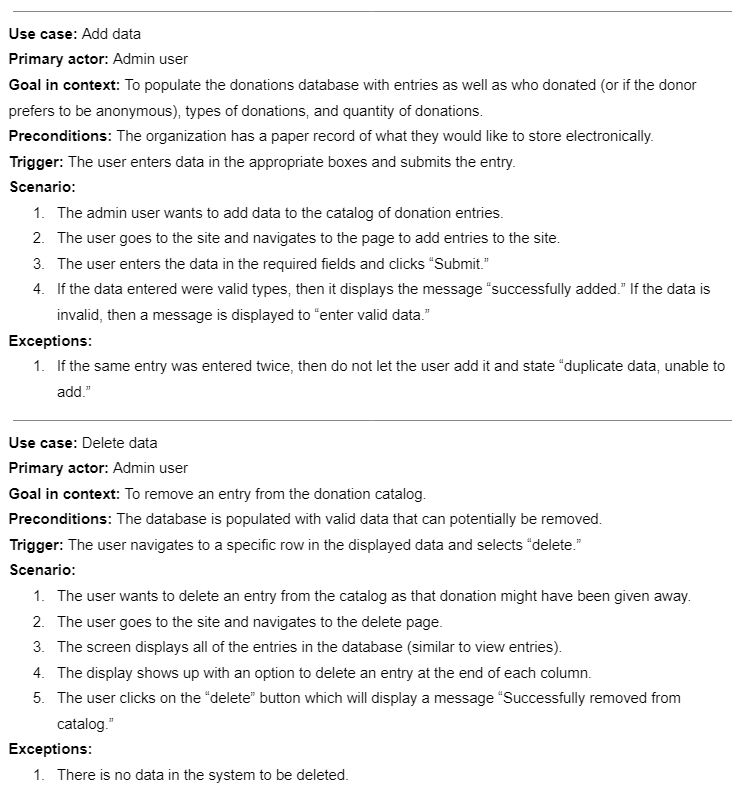 Use case: Add data
Primary actor: Admin user
Goal in context: To populate the donations database with entries as well as who donated (or if the donor
prefers to be anonymous), types of donations, and quantity of donations.
Preconditions: The organization has a paper record of what they would like to store electronically.
Trigger: The user enters data in the appropriate boxes and submits the entry.
Scenario:
1. The admin user wants to add data to the catalog of donation entries.
2. The user goes to the site and navigates to the page to add entries to the site.
3. The user enters the data in the required fields and clicks “Submit.”
4. If the data entered were valid types, then it displays the message “successfully added.” If the data is
invalid, then a message is displayed to “enter valid data.”
Exceptions:
1. If the same entry was entered twice, then do not let the user add it and state “duplicate data, unable to
add.”
Use case: Delete data
Primary actor: Admin user
Goal in context: To remove an entry from the donation catalog.
Preconditions: The database is populated with valid data that can potentially be removed.
Trigger: The user navigates to a specific row in the displayed data and selects “delete.”
Scenario:
1. The user wants to delete an entry from the catalog as that donation might have been given away.
2. The user goes to the site and navigates to the delete page.
3. The screen displays all of the entries in the database (similar to view entries).
4. The display shows up with an option to delete an entry at the end of each column.
5. The user clicks on the “delete” button which will display a message “Successfully removed from
catalog.”
Exceptions:
1. There is no data in the system to be deleted.